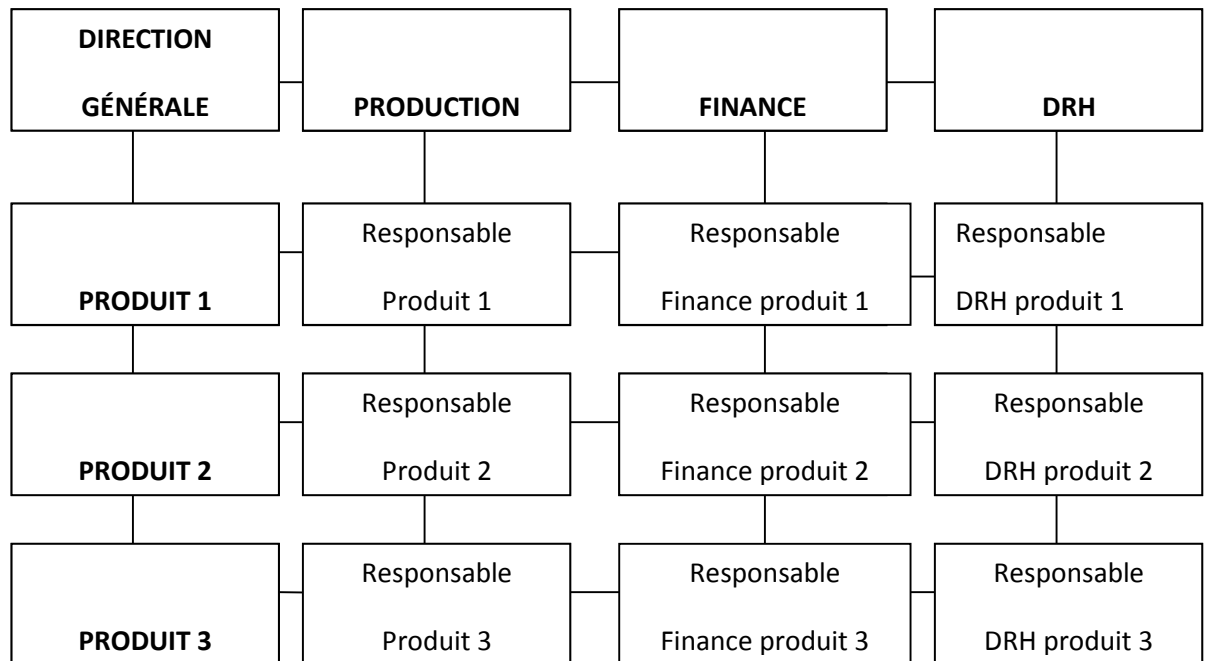 DIRECTION
GÉNÉRALE
PRODUCTION
FINANCE
DRH
PRODUIT 1
Responsable
Produit 1
Responsable
Finance produit 1
Responsable
DRH produit 1
PRODUIT 2
Responsable
Produit 2
Responsable
Finance produit 2
Responsable
DRH produit 2
PRODUIT 3
Responsable
Produit 3
Responsable
Finance produit 3
Responsable
DRH produit 3